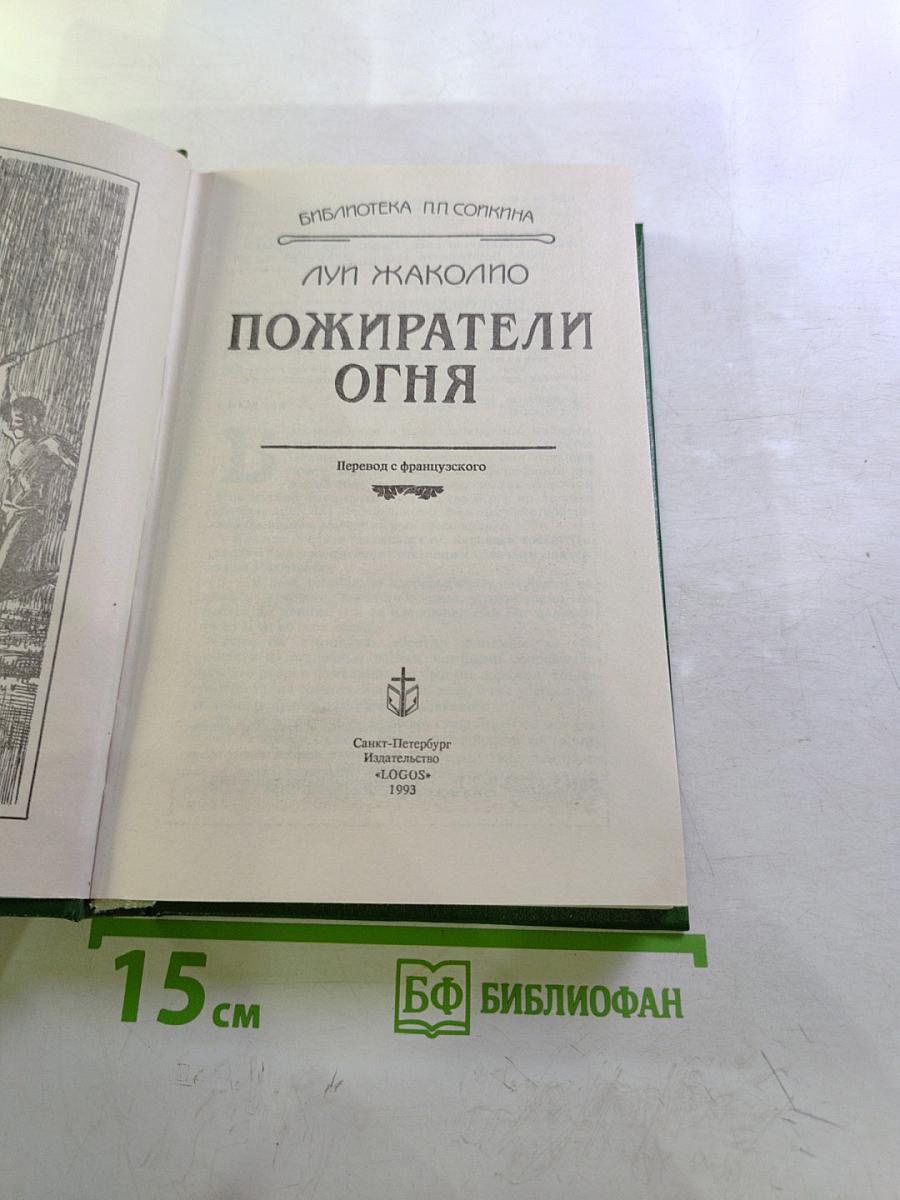 БИБЛИОТЕКА П.П.СОЙКИНА
ЛУИ ЖАКОЛИО
ПОЖИРАТЕЛИ
ОГНЯ
Перевод с французского
Санкт-Петербург
Издательство
«LOGOS»
1993
15 см
БФ БИБЛИОФАН